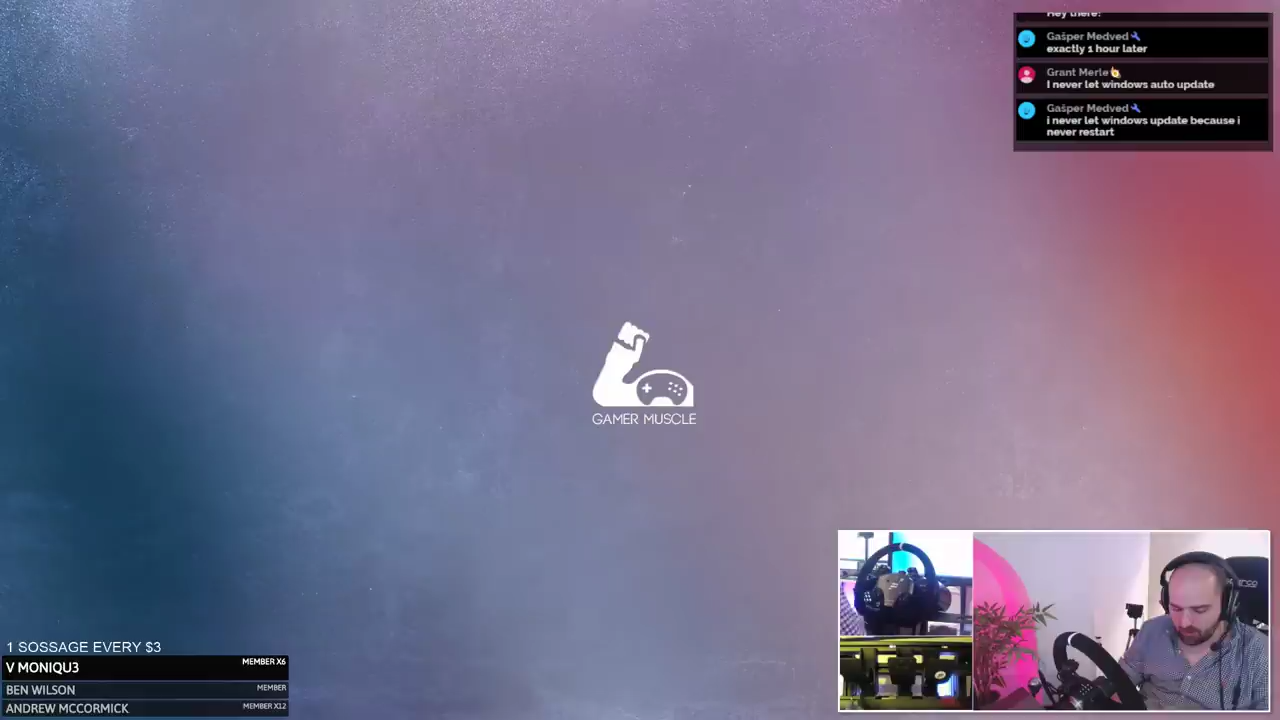 Hey there!
Gašper Medved
exactly 1 hour later
Grant Merle
I never let windows auto update
Gašper Medved
i never let windows update because i
never restart
GAMER MUSCLE
1 SOSSAGE EVERY $3
V MONIQU3 MEMBER X6
BEN WILSON MEMBER
ANDREW MCCORMICK MEMBER X12